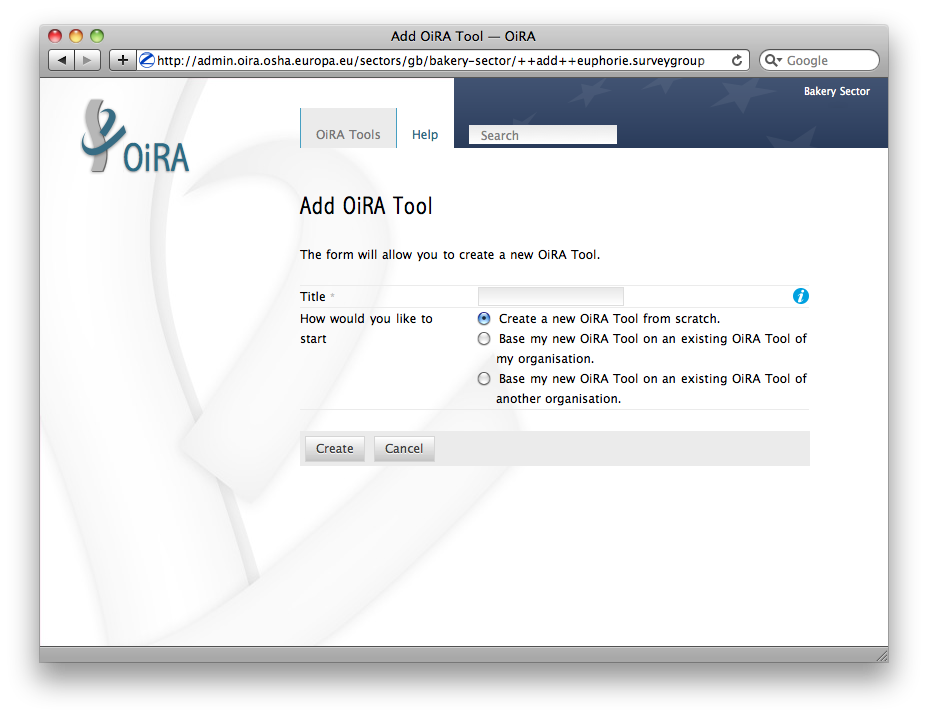 Add OiRA Tool — OiRA
http://admin.oira.osha.europa.eu/sectors/gb/bakery-sector/++add++euphorie.surveygroup
Google
Bakery Sector
OiRA
OiRA Tools
Help
Search
Add OiRA Tool
The form will allow you to create a new OiRA Tool.
Title *
How would you like to
start
Create a new OiRA Tool from scratch.
Base my new OiRA Tool on an existing OiRA Tool of
my organisation.
Base my new OiRA Tool on an existing OiRA Tool of
another organisation.
Create
Cancel